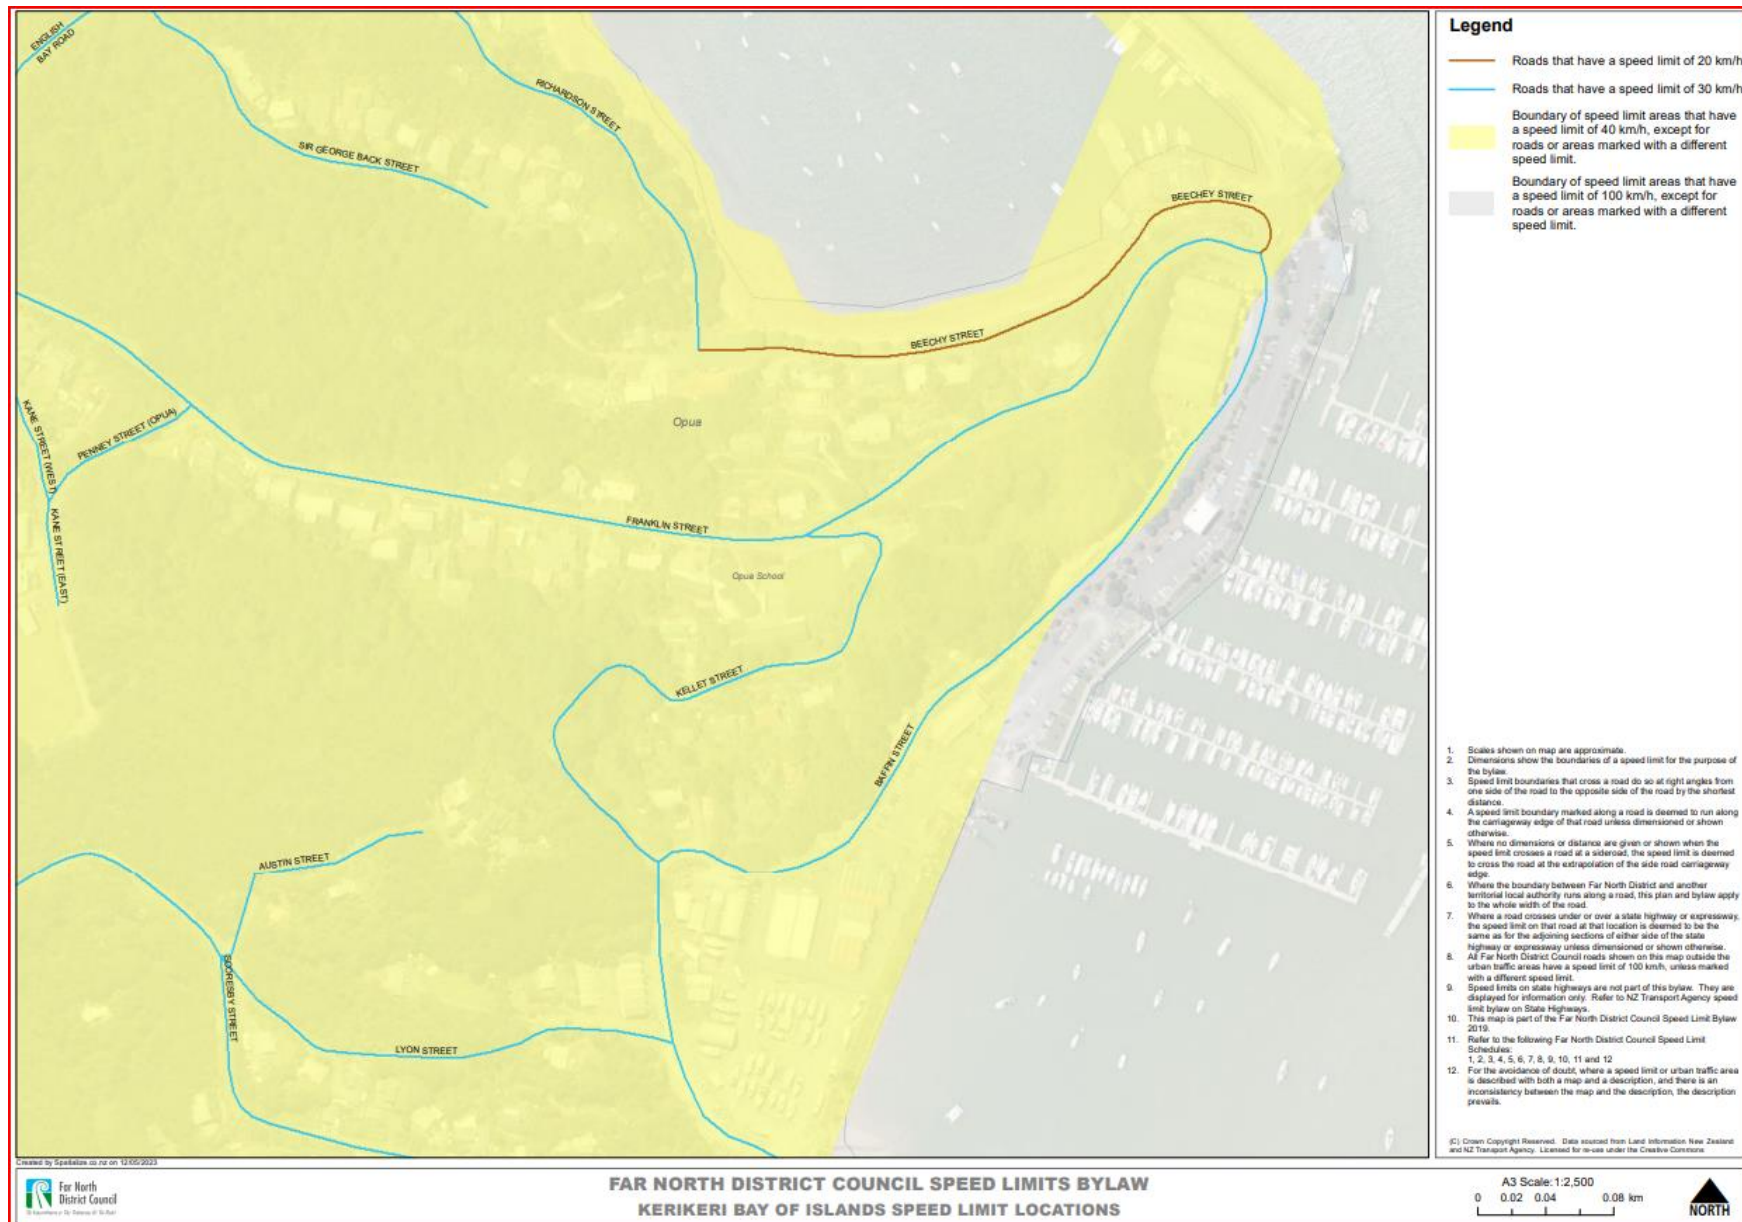 ENGLISH
BAY ROAD
RICHARDSON STREET
SIR GEORGE BACK STREET
BEECHEY STREET
BEECHY STREET
KANE STREET (WEST)
PENNEY STREET (OPUA)
Opua
KANE STREET (EAST)
FRANKLIN STREET
Opua School
KELLET STREET
BAFFIN STREET
AUSTIN STREET
SCORESBY STREET
LYON STREET
Legend
Roads that have a speed limit of 20 km/h
Roads that have a speed limit of 30 km/h
Boundary of speed limit areas that have
a speed limit of 40 km/h, except for
roads or areas marked with a different
speed limit.
Boundary of speed limit areas that have
a speed limit of 100 km/h, except for
roads or areas marked with a different
speed limit.
1. Scales shown on map are approximate.
2. Dimensions show the boundaries of a speed limit for the purpose of
the bylaw.
3. Speed limit boundaries that cross a road do so at right angles from
one side of the road to the opposite side of the road by the shortest
distance.
4. A speed limit boundary marked along a road is deemed to run along
the carriageway edge of that road unless dimensioned or shown
otherwise.
5. Where no dimensions or distance are given or shown when the
speed limit crosses a road at a sideroad, the speed limit is deemed
to cross the road at the extrapolation of the side road carriageway
edge.
6. Where the boundary between Far North District and another
territorial local authority runs along a road, this plan and bylaw apply
to the whole width of the road.
7. Where a road crosses under or over a state highway or expressway,
the speed limit on that road at that location is deemed to be the
same as for the adjoining sections of either side of the state
highway or expressway unless dimensioned or shown otherwise.
8. All Far North District Council roads shown on this map outside the
urban traffic areas have a speed limit of 100 km/h, unless marked
with a different speed limit.
9. Speed limits on state highways are not part of this bylaw. They are
displayed for information only. Refer to NZ Transport Agency speed
limit bylaw on State Highways.
10. This map is part of the Far North District Council Speed Limit Bylaw
2019.
11. Refer to the following Far North District Council Speed Limit
Schedules:
1, 2, 3, 4, 5, 6, 7, 8, 9, 10, 11 and 12
12. For the avoidance of doubt, where a speed limit or urban traffic area
is described with both a map and a description, and there is an
inconsistency between the map and the description, the description
prevails.
(C) Crown Copyright Reserved. Data sourced from Land Information New Zealand
and NZ Transport Agency. Licensed for re-use under the Creative Commons
Created by Spatialize.co.nz on 12/05/2023
Far North
District Council
FAR NORTH DISTRICT COUNCIL SPEED LIMITS BYLAW
KERIKERI BAY OF ISLANDS SPEED LIMIT LOCATIONS
A3 Scale: 1:2,500
0 0.02 0.04 0.08 km
NORTH